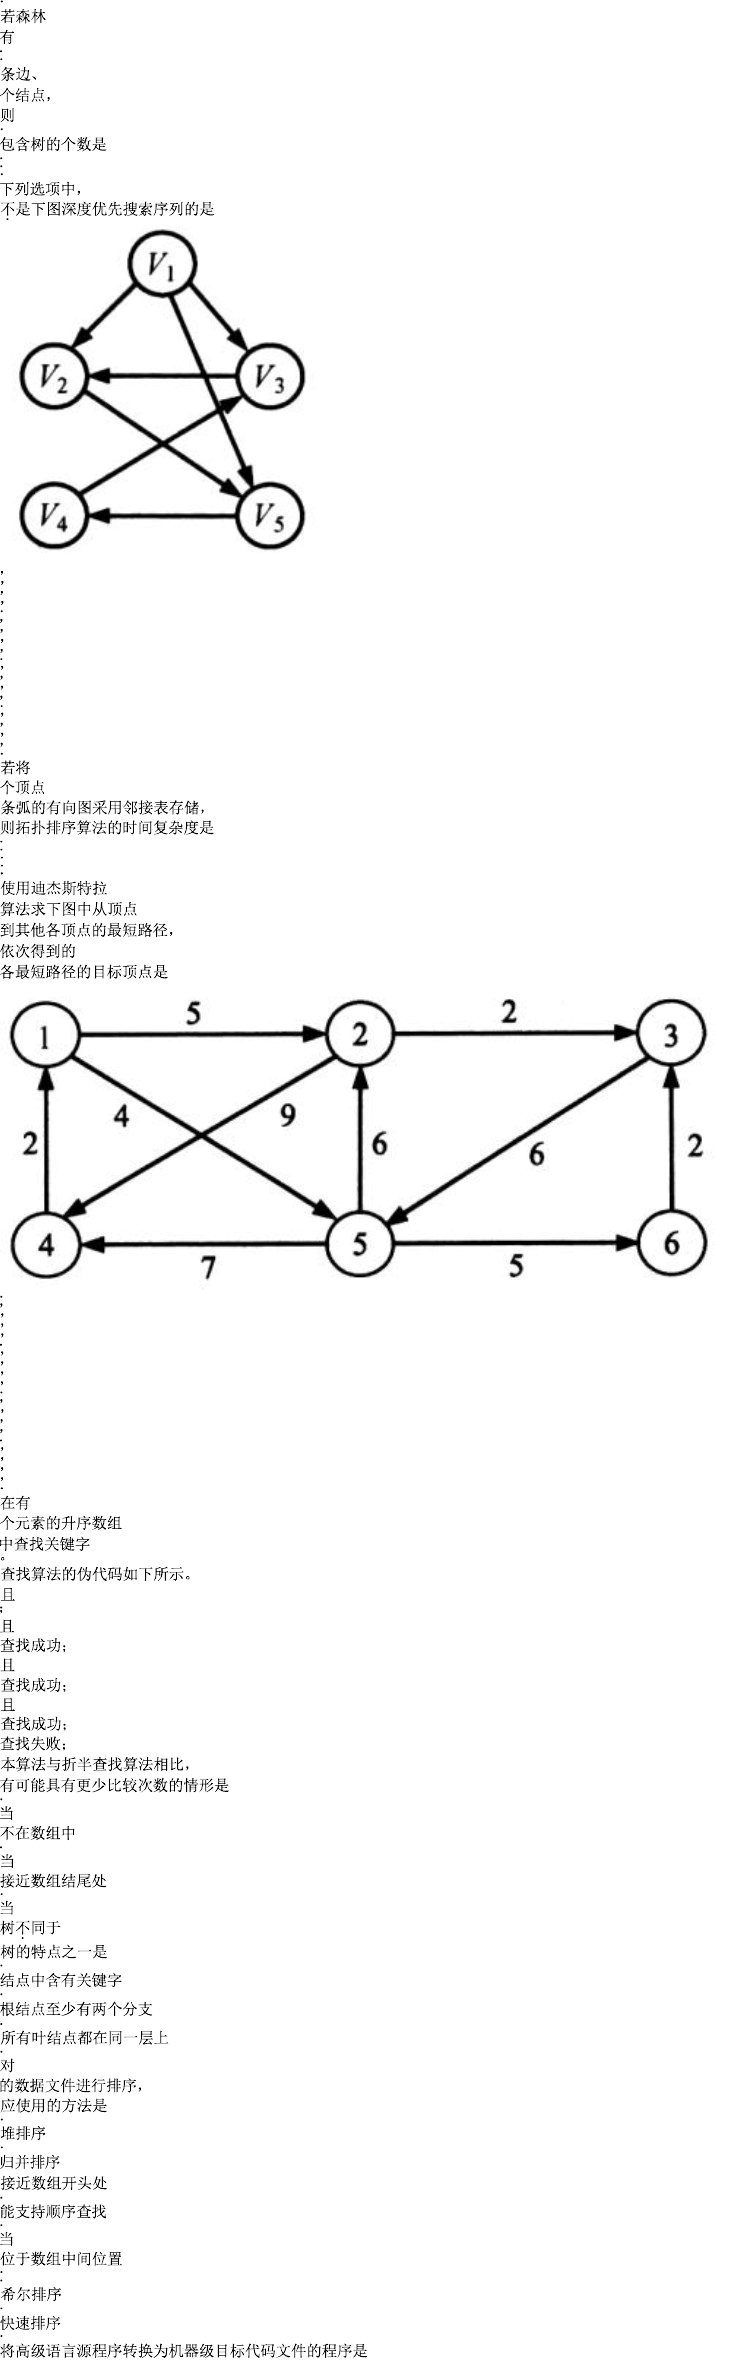 若森林
有
条边、
个结点，
则
包含树的个数是
下列选项中，
不是下图深度优先搜索序列的是
V1
V2
V3
V4
V5
，
，
，
，
．
，
，
，
，
．
，
，
，
，
．
，
，
，
，
．
若将
个顶点
条弧的有向图采用邻接表存储，
则拓扑排序算法的时间复杂度是
使用迪杰斯特拉
算法求下图中从顶点
到其他各顶点的最短路径，
依次得到的
各最短路径的目标顶点是
1 5 2 2 3
2 4 9 6 6 2
4 7 5 5 6
在有
个元素的升序数组
中查找关键字
。
查找算法的伪代码如下所示。
且
；
且
查找成功；
且
查找成功；
且
查找成功；
查找失败；
本算法与折半查找算法相比，
有可能具有更少比较次数的情形是
当
不在数组中
当
接近数组结尾处
当
树不同于
树的特点之一是
结点中含有关键字
根结点至少有两个分支
所有叶结点都在同一层上
对
的数据文件进行排序，
应使用的方法是
堆排序
归并排序
接近数组开头处
能支持顺序查找
当
位于数组中间位置
希尔排序
快速排序
将高级语言源程序转换为机器级目标代码文件的程序是